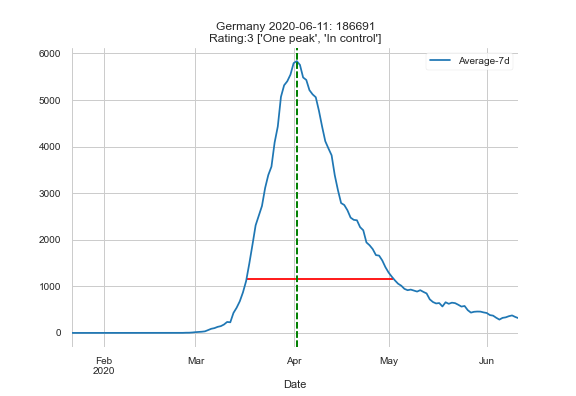 Germany 2020-06-11: 186691
Rating:3 ['One peak', 'In control']
Average-7d
6000
5000
4000
3000
2000
1000
0
Feb
2020
Mar
Apr
May
Jun
Date